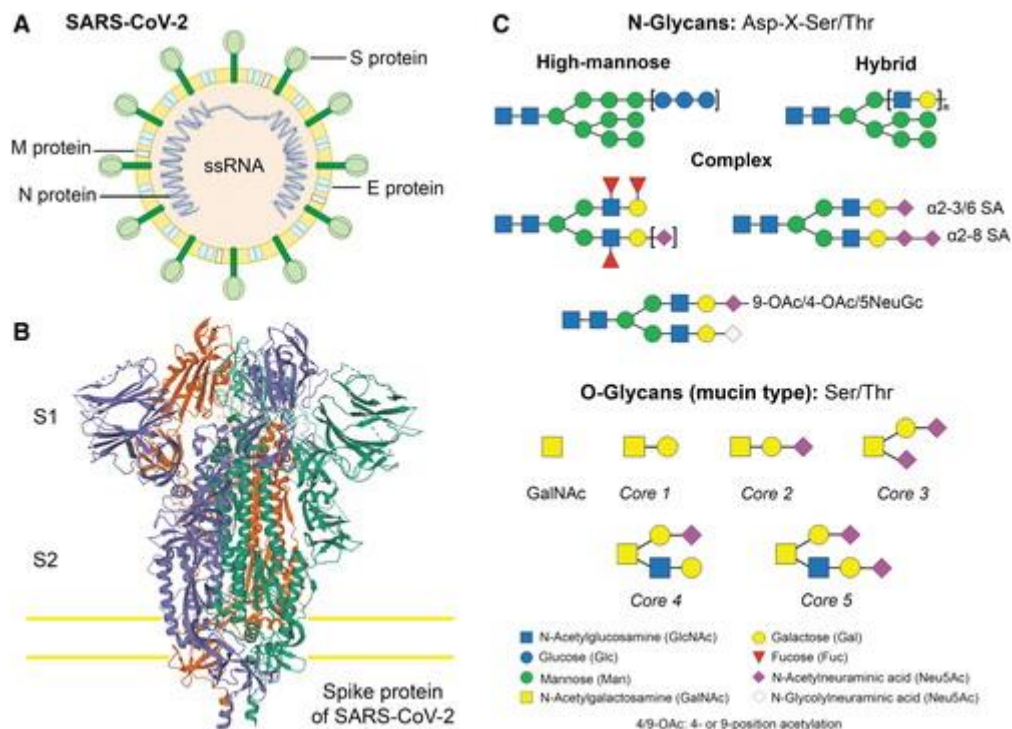 A
SARS-CoV-2
S protein
M protein
ssRNA
N protein
E protein
B
S1
S2
Spike protein
of SARS-CoV-2
C
N-Glycans: Asp-X-Ser/Thr
High-mannose
Hybrid
n
Complex
α2-3/6 SA
α2-8 SA
9-OAc/4-OAc/5NeuGc
O-Glycans (mucin type): Ser/Thr
GalNAc
Core 1
Core 2
Core 3
Core 4
Core 5
N-Acetylglucosamine (GlcNAc)
Glucose (Glc)
Mannose (Man)
N-Acetylgalactosamine (GalNAc)
Galactose (Gal)
Fucose (Fuc)
N-Acetylneuraminic acid (Neu5Ac)
N-Glycolylneuraminic acid (Neu5Ac)
4/9-OAc: 4- or 9-position acetylation